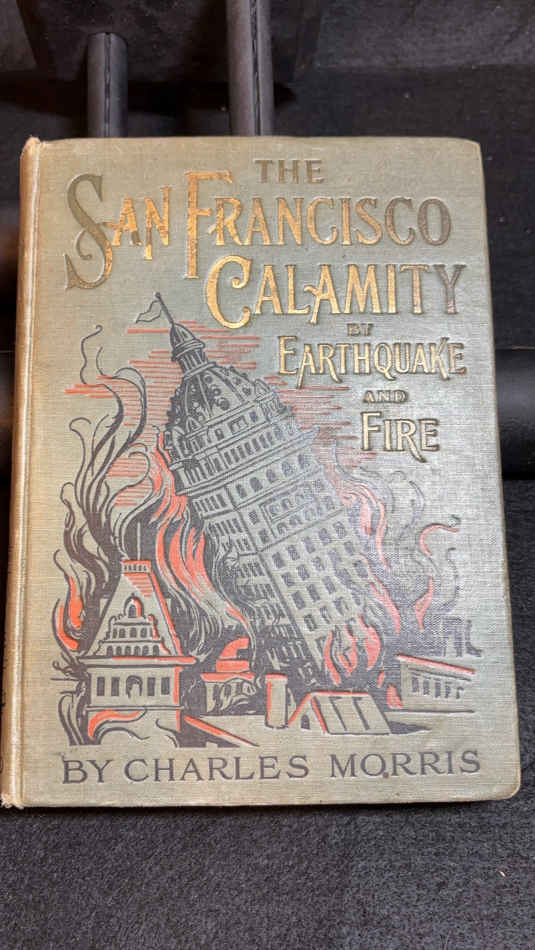 THE
SAN FRANCISCO
CALAMITY
BY
EARTHQUAKE
AND
FIRE
BY CHARLES MORRIS